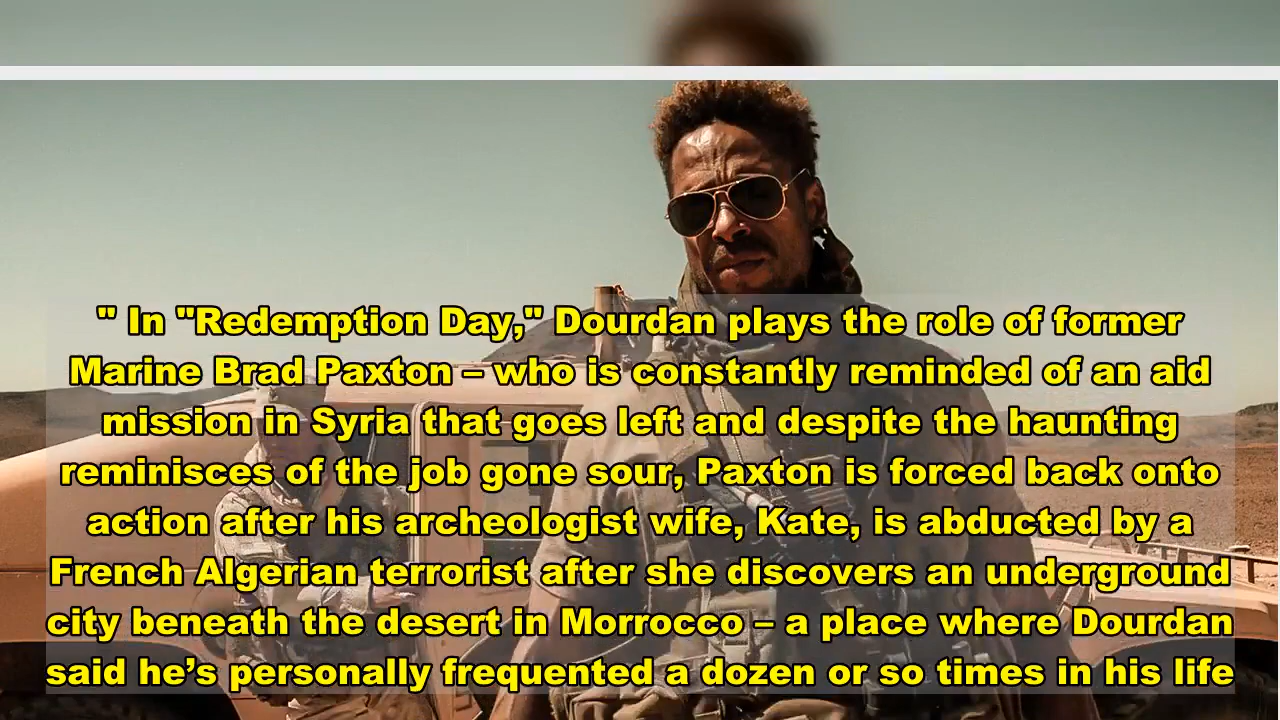 " In "Redemption Day," Dourdan plays the role of former
Marine Brad Paxton – who is constantly reminded of an aid
mission in Syria that goes left and despite the haunting
reminisces of the job gone sour, Paxton is forced back onto
action after his archeologist wife, Kate, is abducted by a
French Algerian terrorist after she discovers an underground
city beneath the desert in Morrocco – a place where Dourdan
said he’s personally frequented a dozen or so times in his life